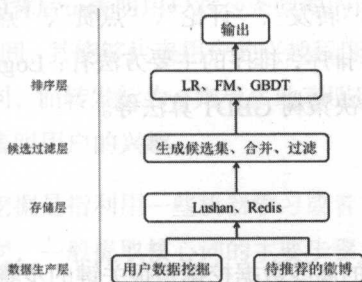 输出
排序层 LR、FM、GBDT
候选过滤层 生成候选集、合并、过滤
存储层 Lushan、Redis
数据生产层 用户数据挖掘 待推荐的微博